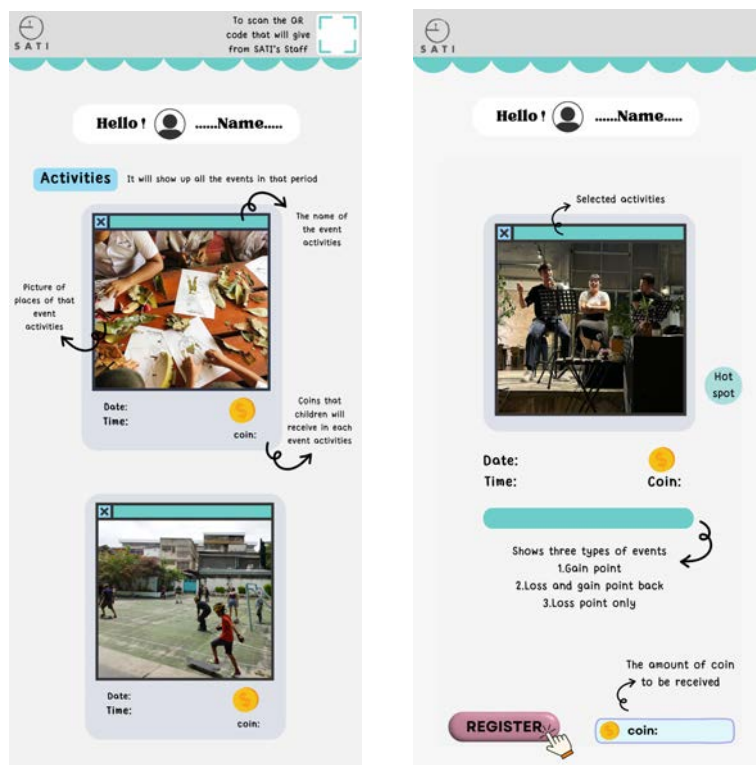 SATI
To scan the QR
code that will give
from SATI's Staff
Hello !
......Name.....
Activities
It will show up all the events in that period
The name of
the event
activities
Picture of
places of that
event
activities
Date:
Time:
coin:
Coins that
children will
receive in each
event activities
Date:
Time:
coin:
SATI
Hello !
......Name.....
Selected activities
Hot
spot
Date:
Time:
Coin:
Shows three types of events
1.Gain point
2.Loss and gain point back
3.Loss point only
The amount of coin
to be received
REGISTER
coin: